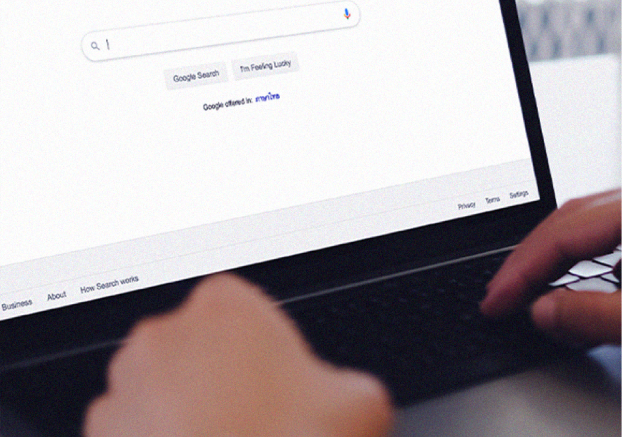 Google Search I'm Feeling Lucky
Google offered in: ภาษาไทย
Privacy Terms Settings
Business About How Search works